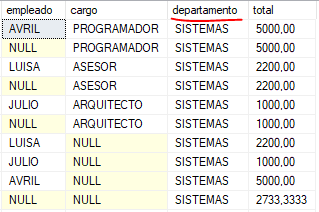 empleado cargo departamento total
AVRIL PROGRAMADOR SISTEMAS 5000,00
NULL PROGRAMADOR SISTEMAS 5000,00
LUISA ASESOR SISTEMAS 2200,00
NULL ASESOR SISTEMAS 2200,00
JULIO ARQUITECTO SISTEMAS 1000,00
NULL ARQUITECTO SISTEMAS 1000,00
LUISA NULL SISTEMAS 2200,00
JULIO NULL SISTEMAS 1000,00
AVRIL NULL SISTEMAS 5000,00
NULL NULL SISTEMAS 2733,3333